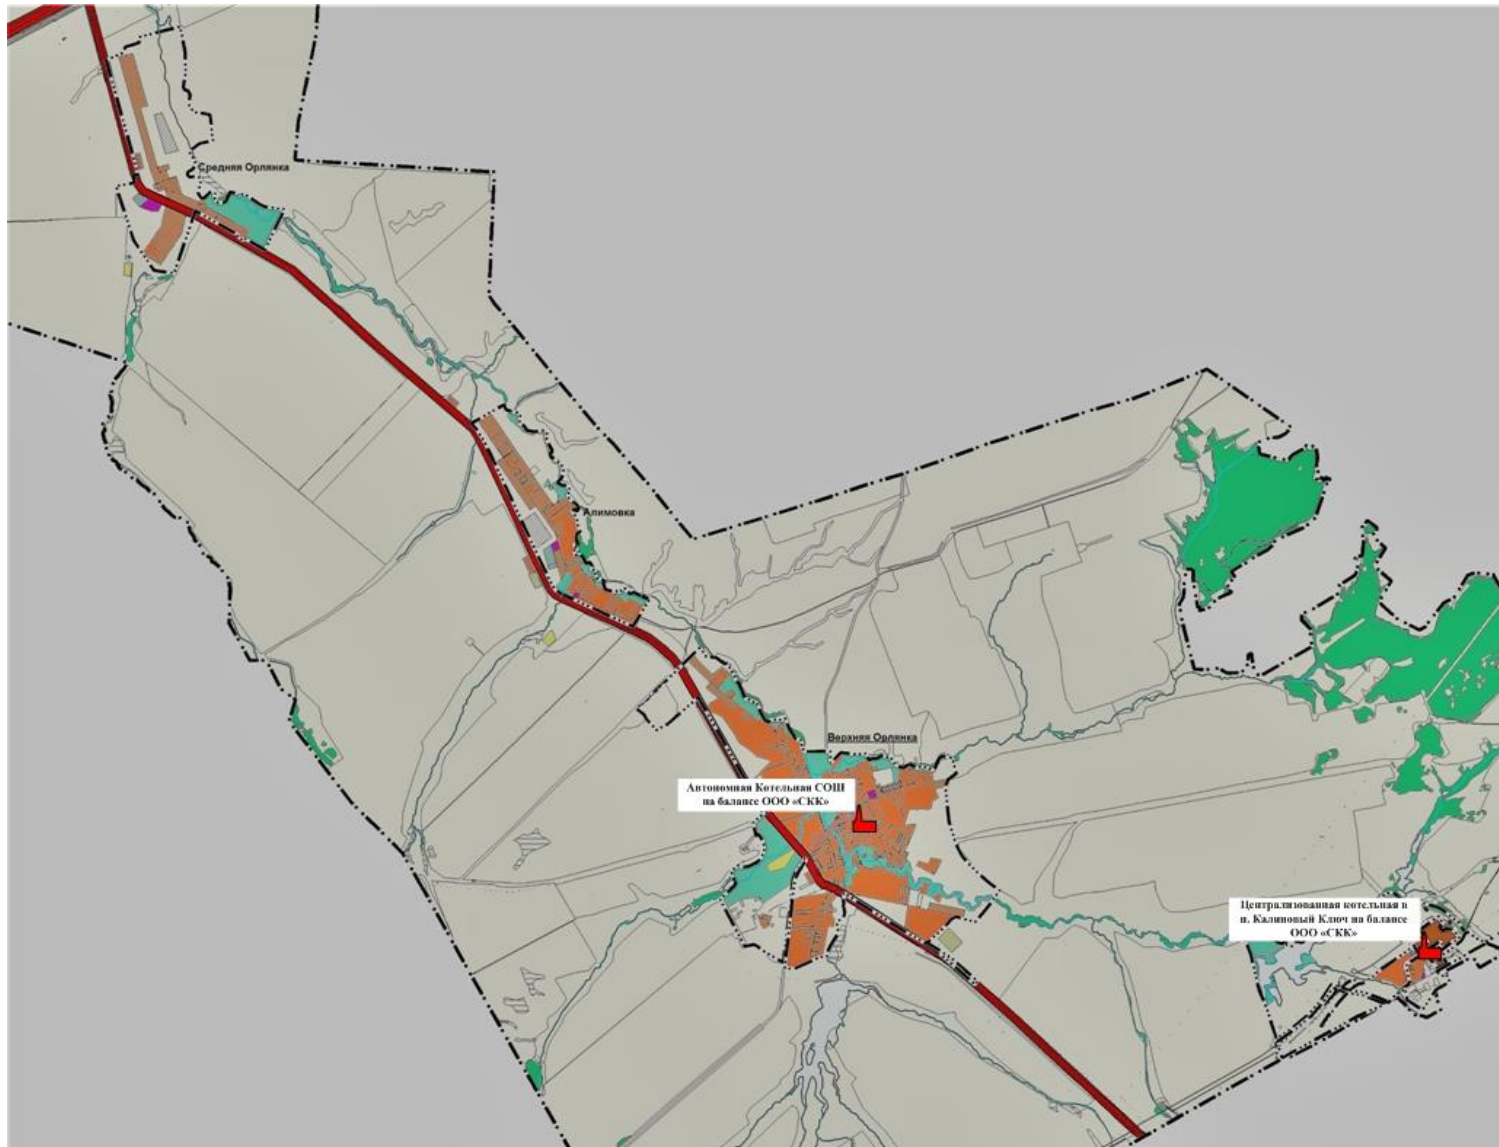 Средняя Орлянка
Алимовка
Верхняя Орлянка
Автономная Котельная СОШ
на балансе ООО «СКК»
Централизованная котельная в
п. Калиновый Ключ на балансе
ООО «СКК»